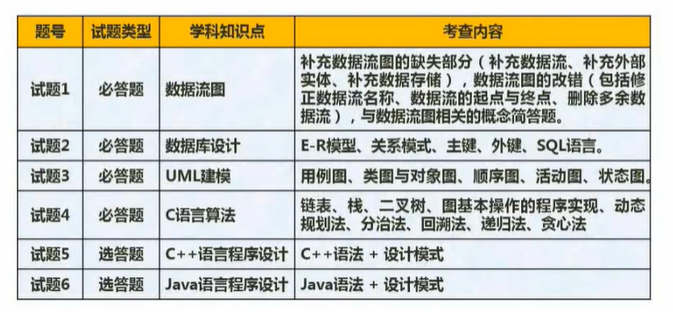 题号 试题类型 学科知识点 考查内容
试题1 必答题 数据流图 补充数据流图的缺失部分（补充数据流、补充外部
实体、补充数据存储），数据流图的改错（包括修
正数据流名称、数据流的起点与终点、删除多余数
据流），与数据流图相关的概念简答题。
试题2 必答题 数据库设计 E-R模型、关系模式、主键、外键、SQL语言。
试题3 必答题 UML建模 用例图、类图与对象图、顺序图、活动图、状态图。
试题4 必答题 C语言算法 链表、栈、二叉树、图基本操作的程序实现、动态
规划法、分治法、回溯法、递归法、贪心法
试题5 选答题 C++语言程序设计 C++语法 + 设计模式
试题6 选答题 Java语言程序设计 Java语法 + 设计模式